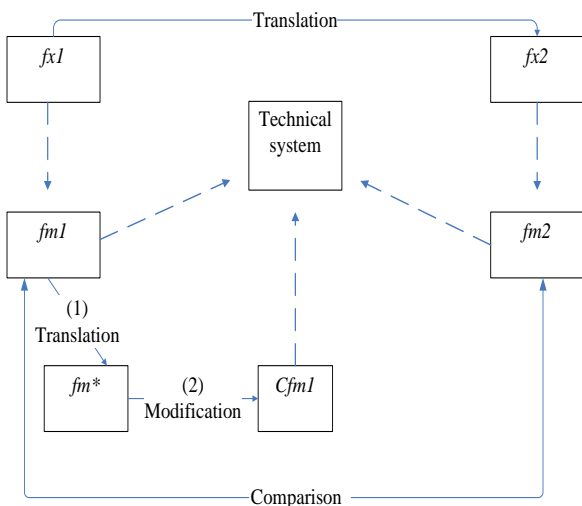 Translation
fx1
fx2
Technical
system
fm1
fm2
(1)
Translation
fm*
(2)
Modification
Cfm1
Comparison